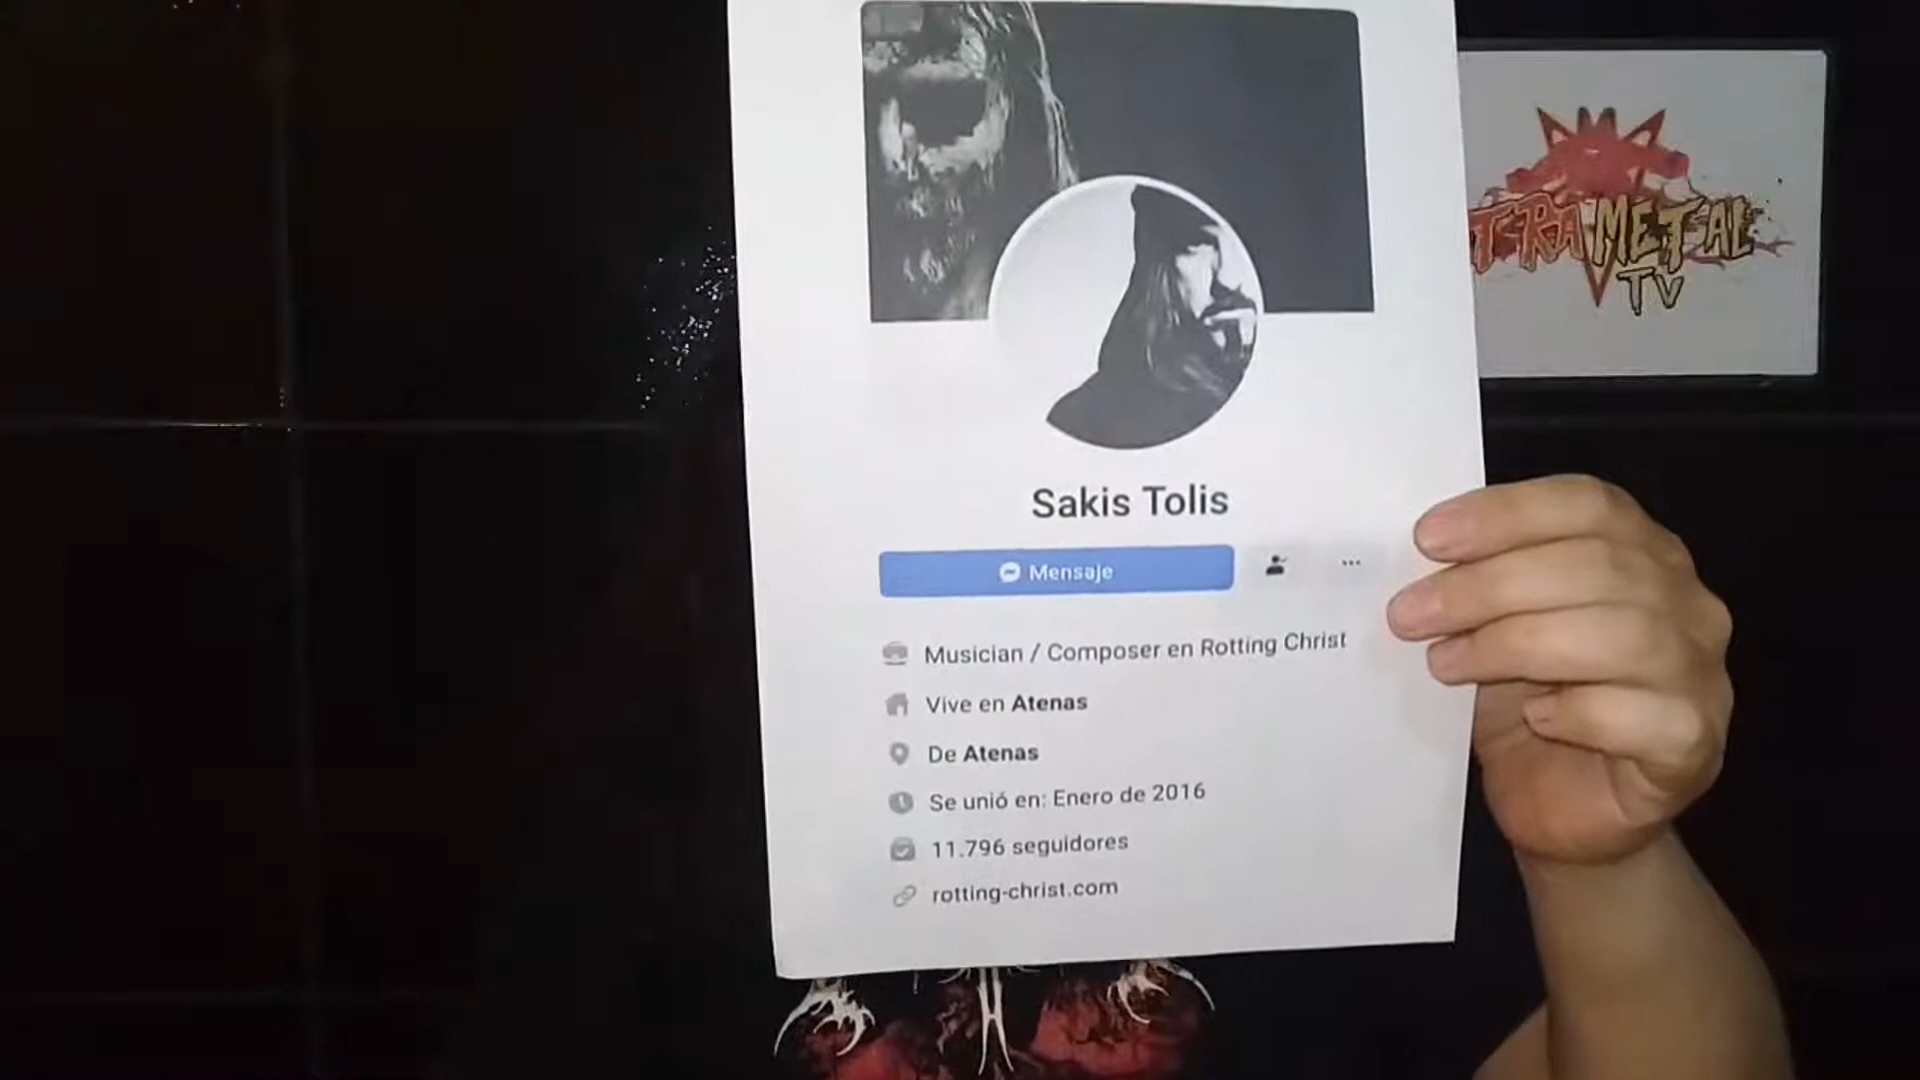 Sakis Tolis
Mensaje
Musician / Composer en Rotting Christ
Vive en Atenas
De Atenas
Se unió en: Enero de 2016
11.796 seguidores
rotting-christ.com
METAL
TV